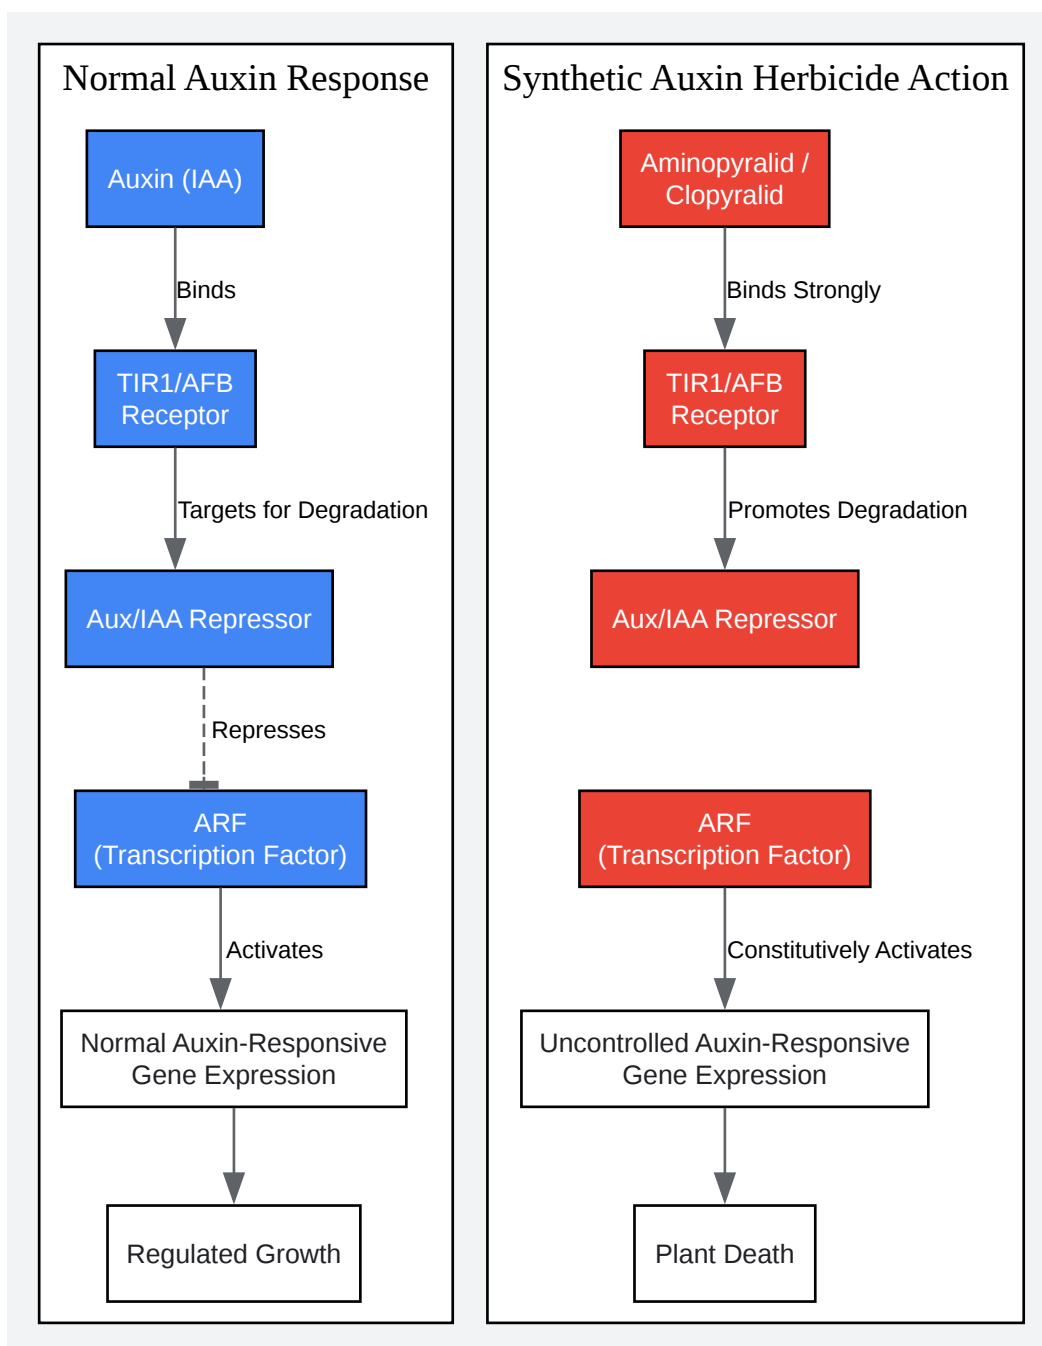 Normal Auxin Response
Auxin (IAA)
Binds
TIR1/AFB
Receptor
Targets for Degradation
Aux/IAA Repressor
Represses
ARF
(Transcription Factor)
Activates
Normal Auxin-Responsive
Gene Expression
Regulated Growth
Synthetic Auxin Herbicide Action
Aminopyralid /
Clopyralid
Binds Strongly
TIR1/AFB
Receptor
Promotes Degradation
Aux/IAA Repressor
ARF
(Transcription Factor)
Constitutively Activates
Uncontrolled Auxin-Responsive
Gene Expression
Plant Death